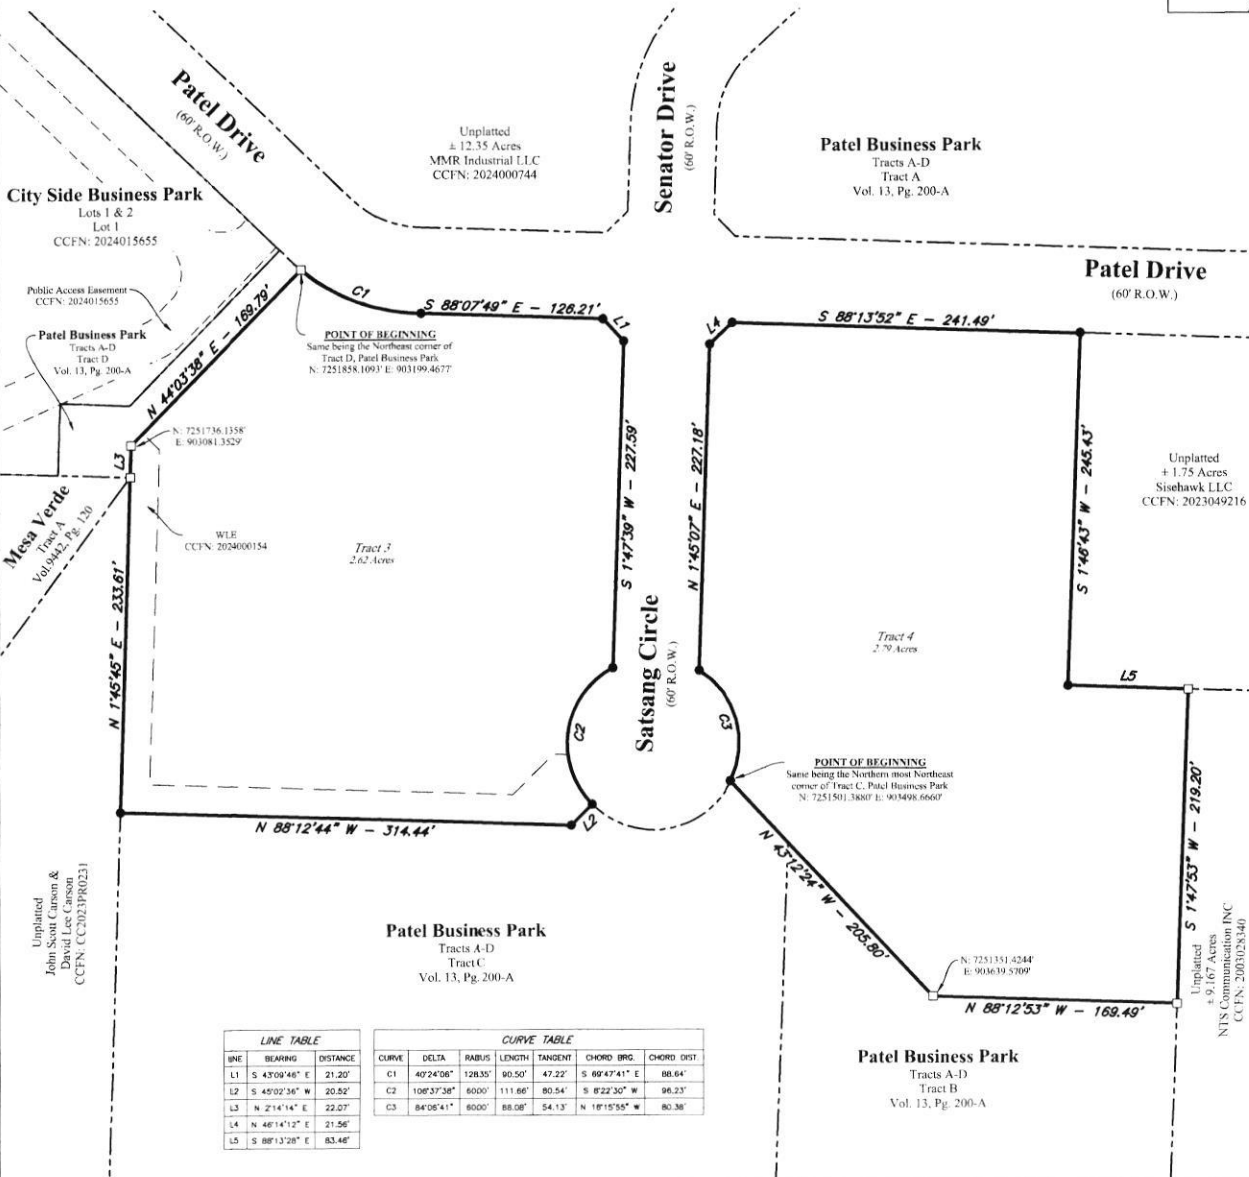 Patel Drive
(60' R.O.W.)
Unplatted
± 12.35 Acres
MMR Industrial LLC
CCFN: 2024000744
Senator Drive
(60' R.O.W.)
Patel Business Park
Tracts A-D
Tract A
Vol. 13, Pg. 200-A
City Side Business Park
Lots 1 & 2
Lot 1
CCFN: 2024015655
Public Access Easement
CCFN: 2024015655
Patel Business Park
Tracts A-D
Tract D
Vol. 13, Pg. 200-A
Patel Drive
(60' R.O.W.)
N 44°03'38" E - 169.79'
C1
S 88°07'49" E - 126.21'
L1
L4
S 88°13'52" E - 241.49'
POINT OF BEGINNING
Same being the Northeast corner of
Tract D, Patel Business Park
N: 7251858.1093' E: 903199.4677'
N: 7251736.1358'
E: 903081.3529'
L3
Mesa Verde
Tract A
Vol.9442, Pg. 120
WLE
CCFN: 2024000154
Tract 3
2.62 Acres
S 1°47'39" W - 227.59'
N 1°45'07" E - 227.18'
S 1°46'43" W - 245.43'
Unplatted
+ 1.75 Acres
Sisehawk LLC
CCFN: 2023049216
N 1°45'45" E - 233.61'
Satsang Circle
(60' R.O.W.)
Tract 4
2.79 Acres
L5
C2
C3
POINT OF BEGINNING
Same being the Northern most Northeast
corner of Tract C, Patel Business Park
N: 7251501.3880' E: 903498.6660'
N 88°12'44" W - 314.44'
L2
N 43°12'24" W - 205.80'
S 1°47'53" W - 219.20'
Unplatted
John Scott Carson &
David Lee Carson
CCFN: CC2023PR0231
Patel Business Park
Tracts A-D
Tract C
Vol. 13, Pg. 200-A
N: 7251351.4244'
E: 903639.5709'
N 88°12'53" W - 169.49'
Unplatted
± 9.167 Acres
NTS Communication INC
CCFN: 2003028340
Patel Business Park
Tracts A-D
Tract B
Vol. 13, Pg. 200-A
LINE TABLE
LINE BEARING DISTANCE
L1 S 43°09'46" E 21.20'
L2 S 45°02'36" W 20.52'
L3 N 2°14'14" E 22.07'
L4 N 46°14'12" E 21.56'
L5 S 88°13'28" E 83.46'
CURVE TABLE
CURVE DELTA RADIUS LENGTH TANGENT CHORD BRG. CHORD DIST.
C1 40°24'06" 128.35' 90.50' 47.22' S 69°47'41" E 88.64'
C2 106°37'38" 60.00' 111.66' 80.54' S 8°22'30" W 96.23'
C3 84°06'41" 60.00' 88.08' 54.13' N 18°15'55" W 80.38'